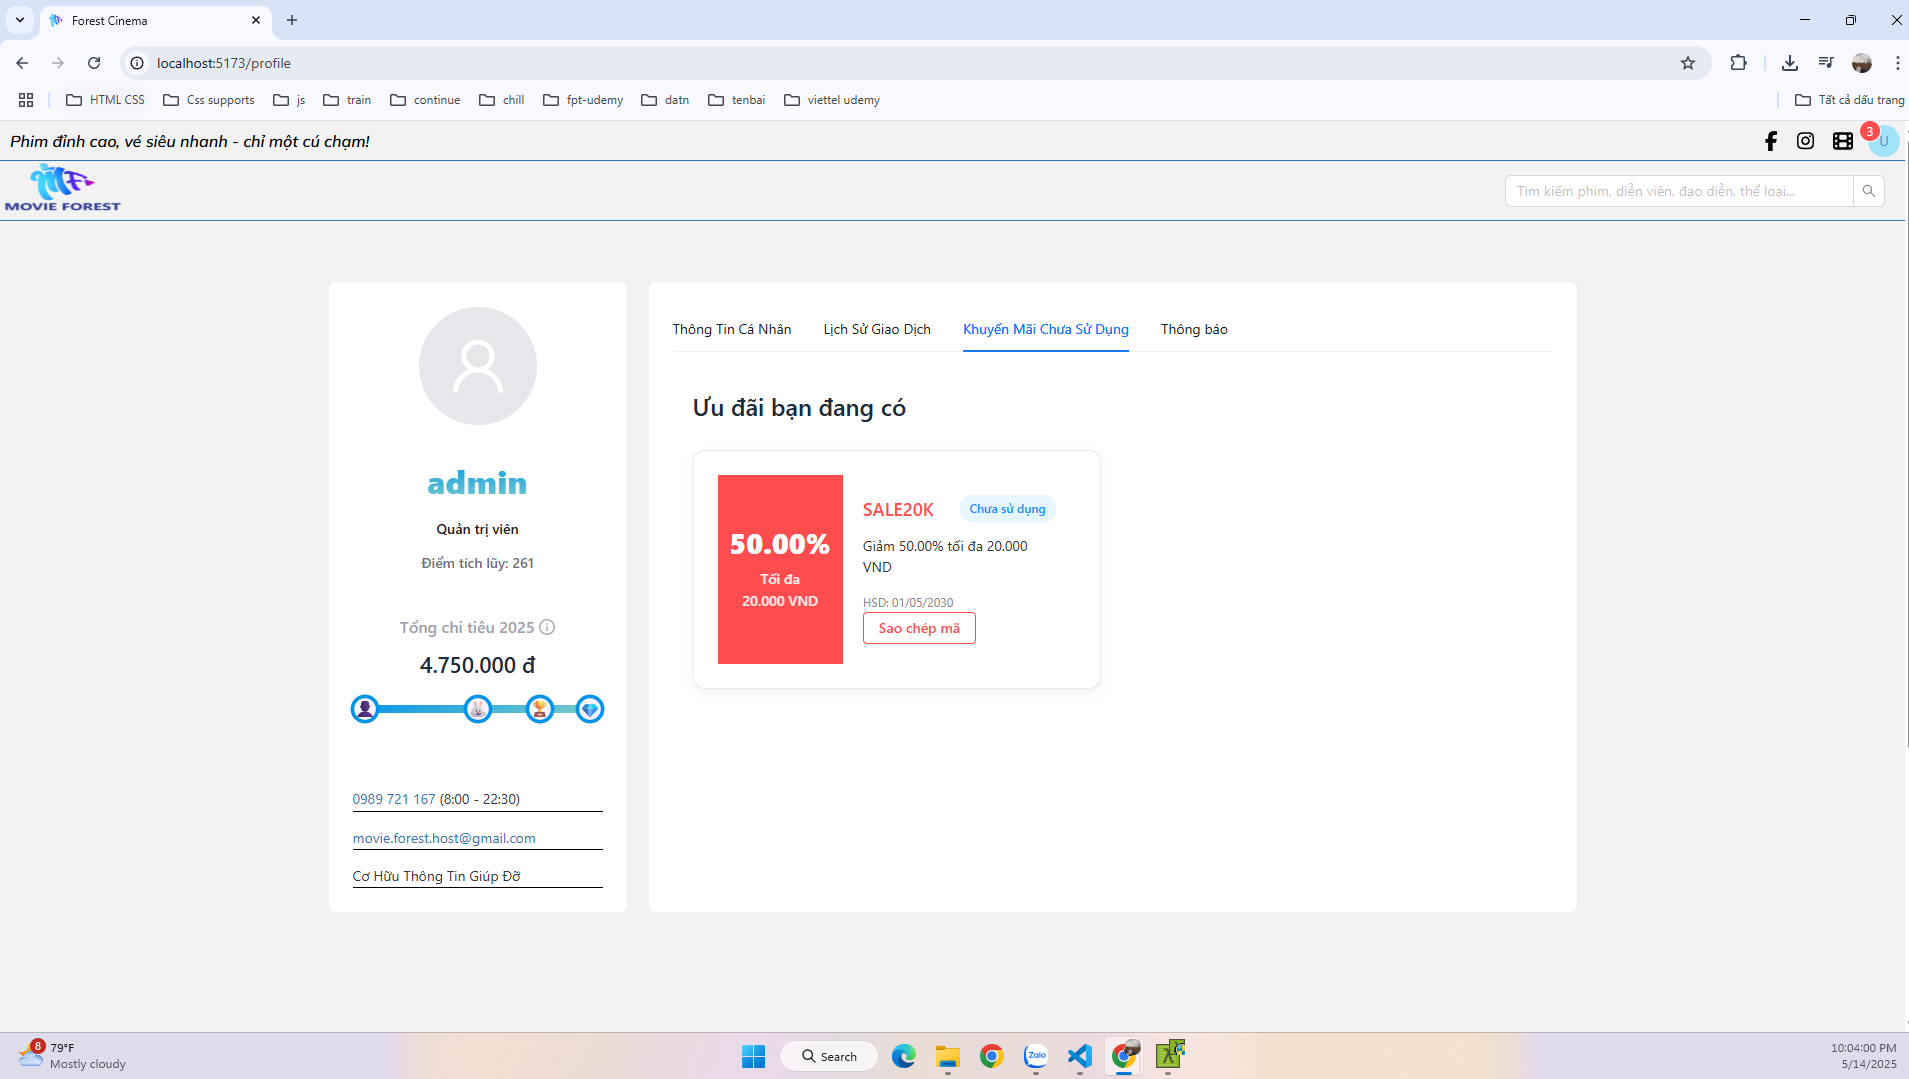 Forest Cinema
localhost:5173/profile
HTML CSS
Css supports
js
train
continue
chill
fpt-udemy
datn
tenbai
viettel udemy
Tất cả dấu trang
Phim đỉnh cao, vé siêu nhanh - chỉ một cú chạm!
3
U
MF
MOVIE FOREST
Tìm kiếm phim, diễn viên, đạo diễn, thể loại...
admin
Quản trị viên
Điểm tích lũy: 261
Tổng chi tiêu 2025
4.750.000 đ
0989 721 167 (8:00 - 22:30)
movie.forest.host@gmail.com
Cơ Hữu Thông Tin Giúp Đỡ
Thông Tin Cá Nhân
Lịch Sử Giao Dịch
Khuyến Mãi Chưa Sử Dụng
Thông báo
Ưu đãi bạn đang có
50.00%
Tối đa
20.000 VND
SALE20K
Chưa sử dụng
Giảm 50.00% tối đa 20.000
VND
HSD: 01/05/2030
Sao chép mã
8
79°F
Mostly cloudy
Search
Zalo
10:04:00 PM
5/14/2025